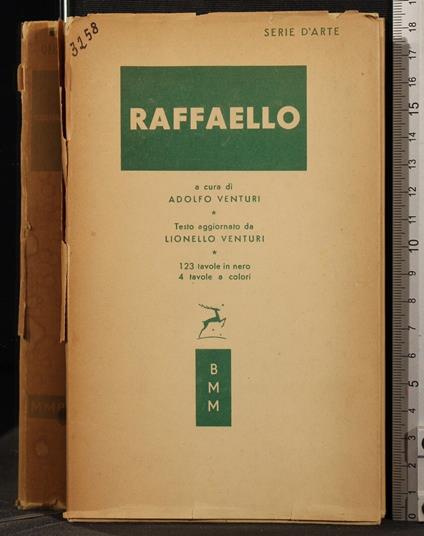 3258
SERIE D'ARTE
RAFFAELLO
a cura di
ADOLFO VENTURI
*
Testo aggiornato da
LIONELLO VENTURI
*
123 tavole in nero
4 tavole a colori
B
M
M